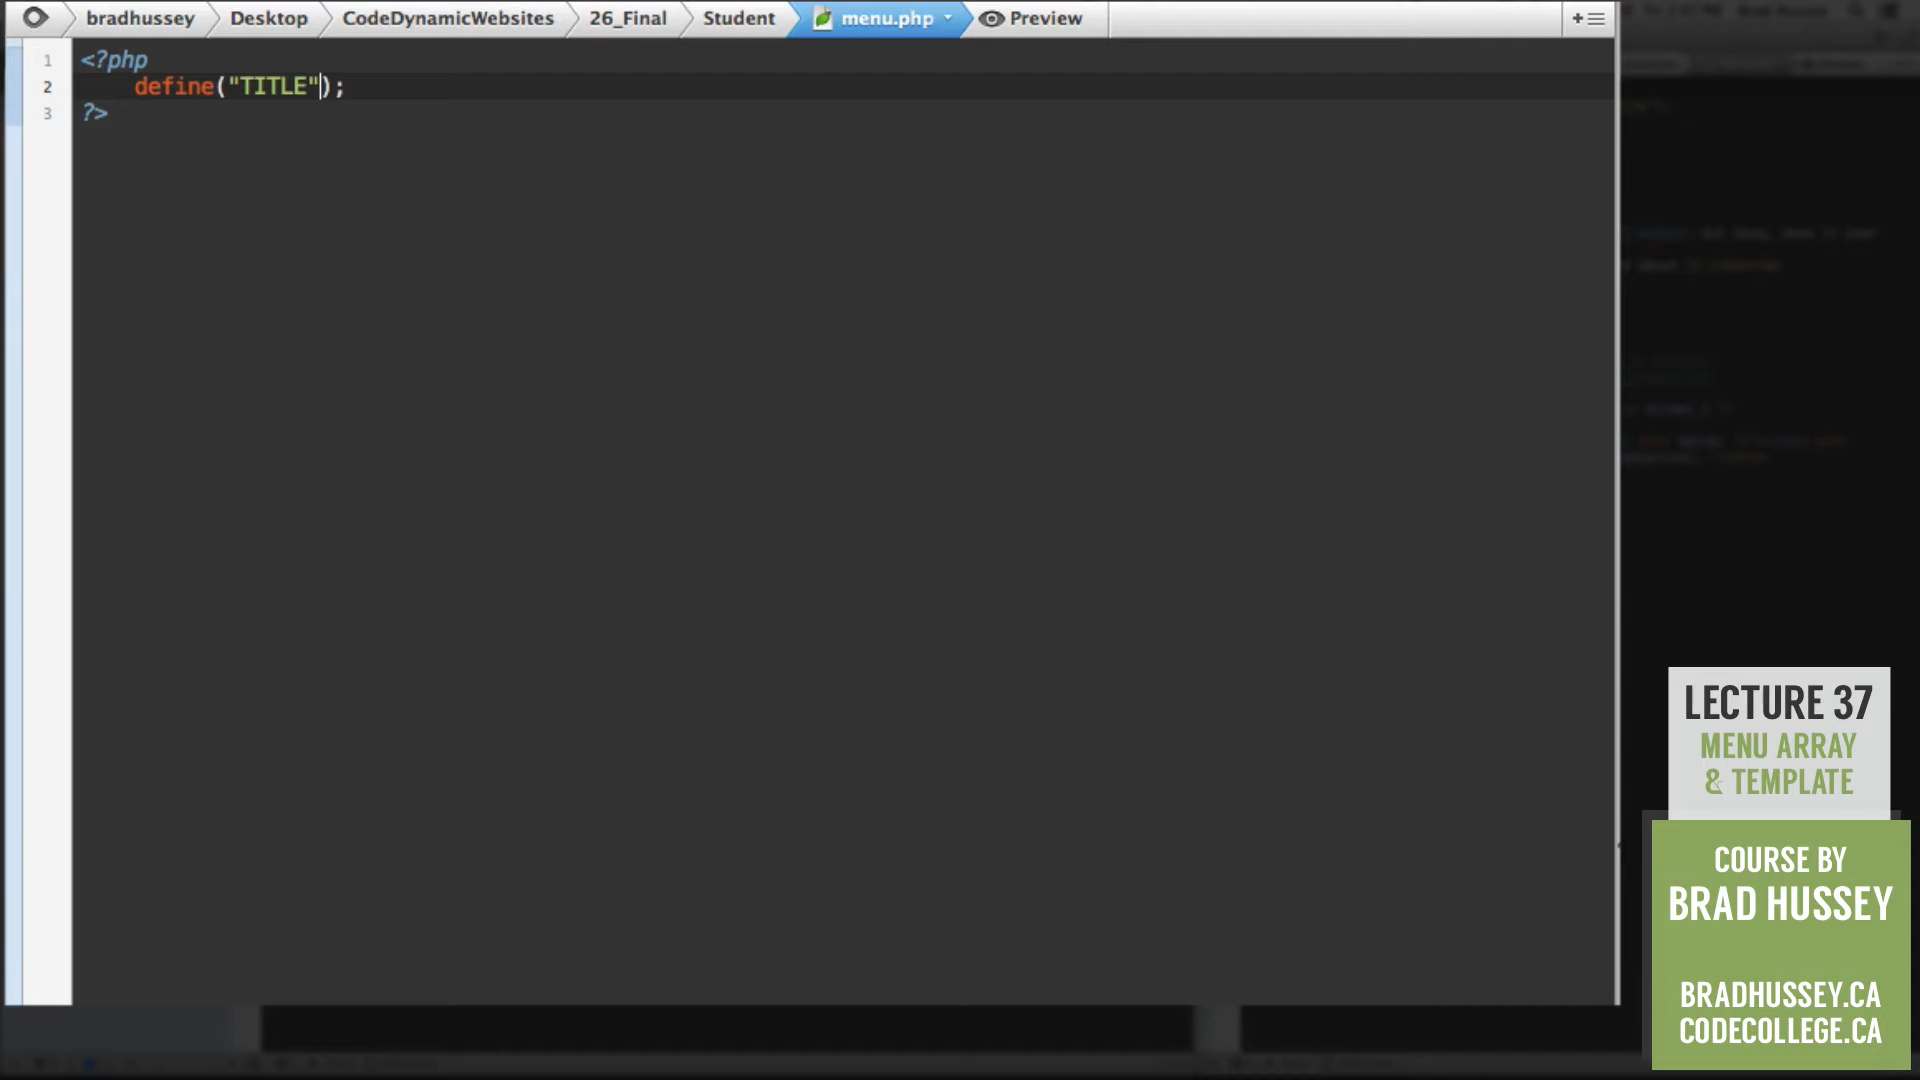 bradhussey Desktop CodeDynamicWebsites 26_Final Student menu.php Preview
1 <?php
2 define("TITLE");
3 ?>
LECTURE 37
MENU ARRAY
& TEMPLATE
COURSE BY
BRAD HUSSEY
BRADHUSSEY.CA
CODECOLLEGE.CA